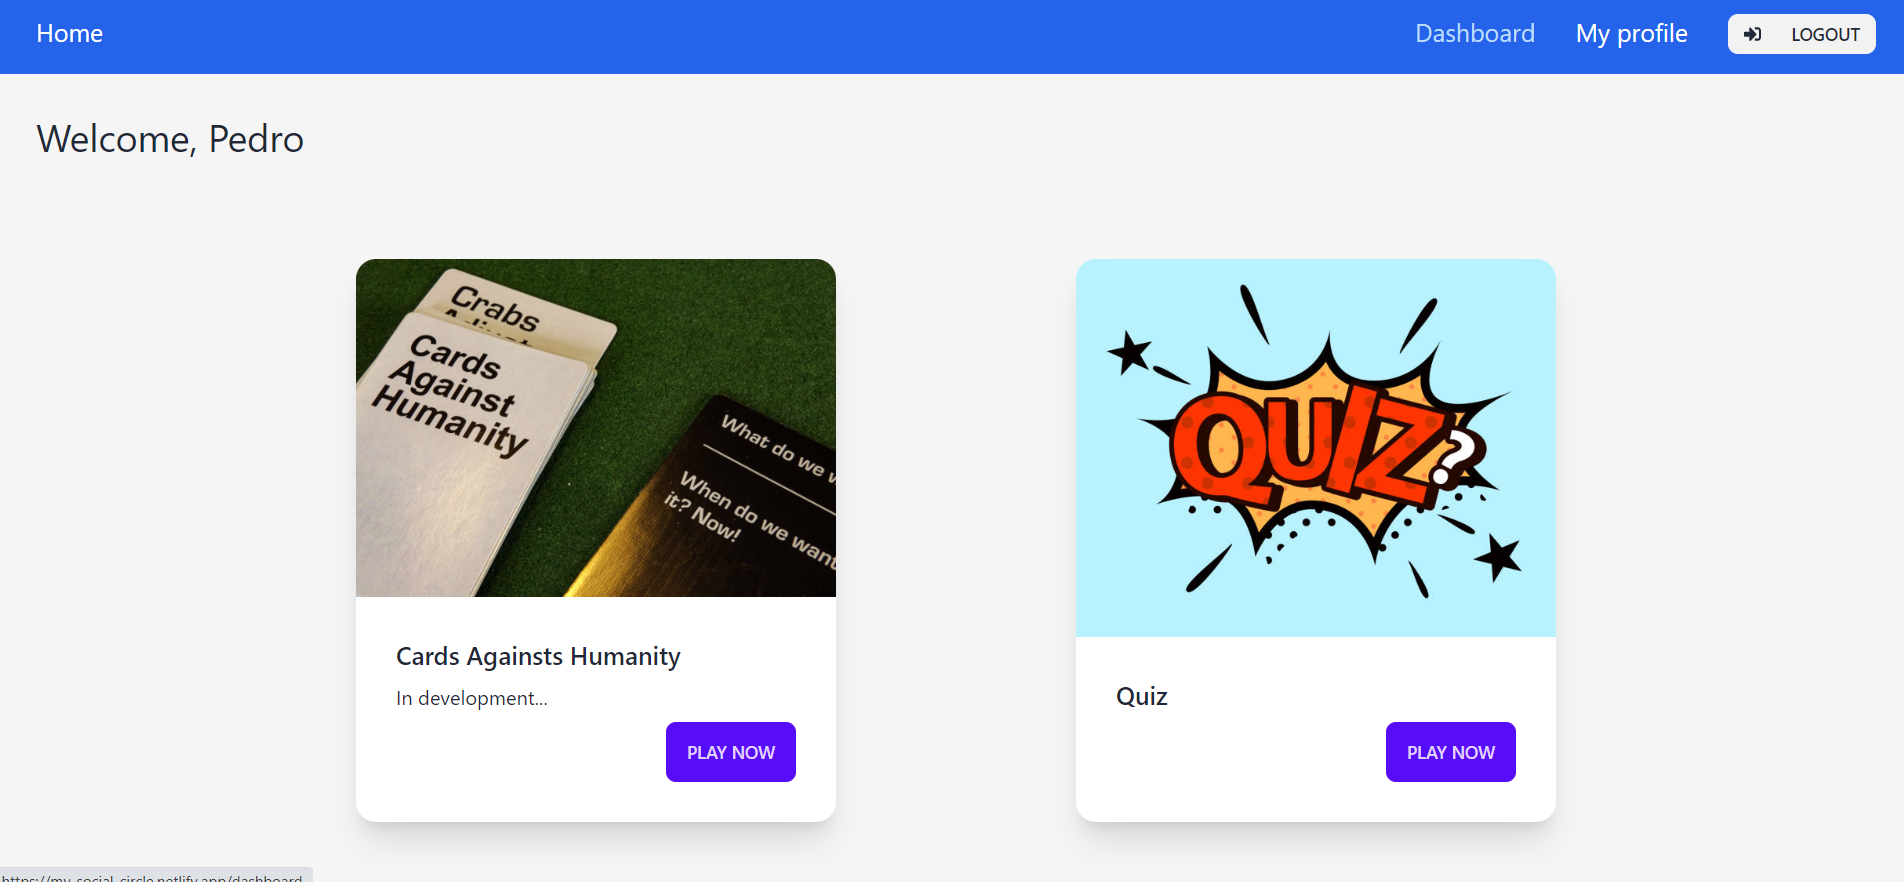 Home
Dashboard
My profile
LOGOUT
Welcome, Pedro
Crabs
Adjust
Cards
Against
Humanity
What do we w
When do we want
it? Now!
QUIZ?
Cards Againsts Humanity
In development...
PLAY NOW
Quiz
PLAY NOW
https://my-social-circle.netlify.app/dashboard